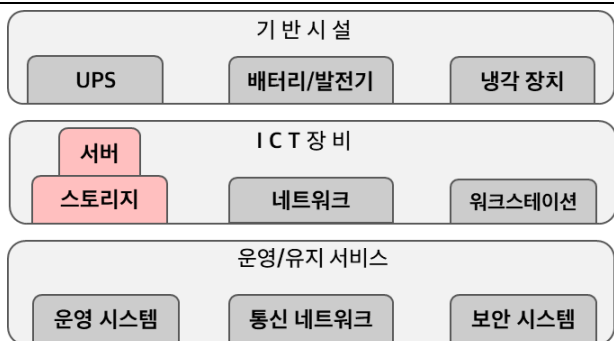 기 반 시 설
UPS
배터리/발전기
냉각 장치
I C T 장 비
서버
스토리지
네트워크
워크스테이션
운영/유지 서비스
운영 시스템
통신 네트워크
보안 시스템